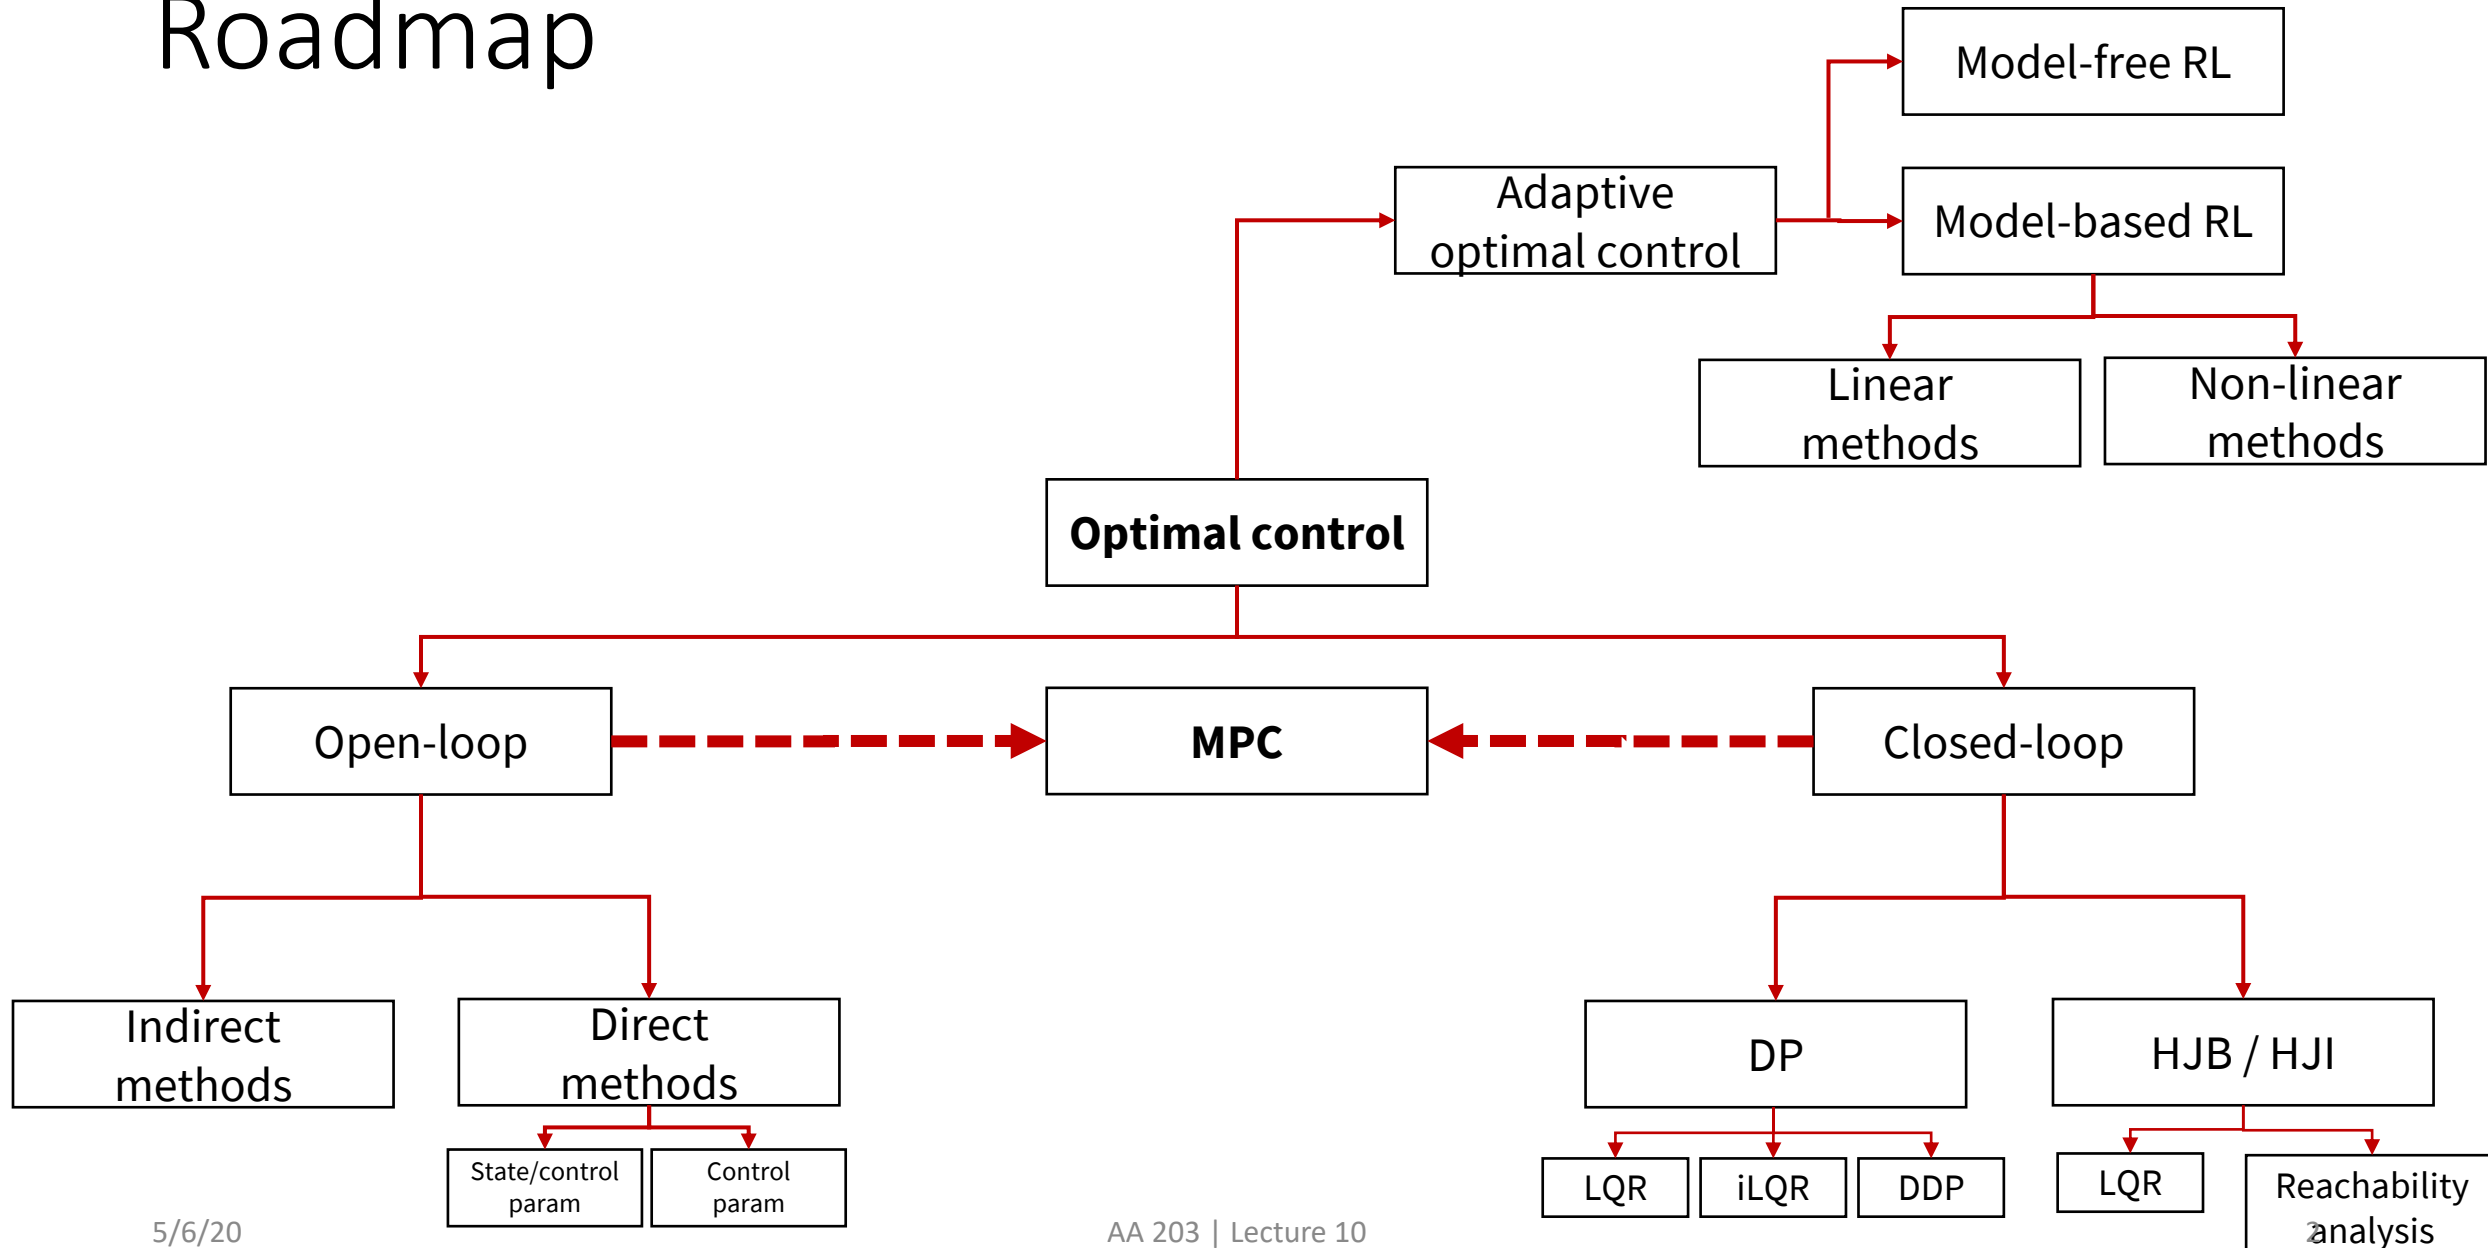 Roadmap
Model-free RL
Adaptive
optimal control
Model-based RL
Linear
methods
Non-linear
methods
Optimal control
Open-loop
MPC
Closed-loop
Indirect
methods
Direct
methods
DP
HJB / HJI
State/control
param
Control
param
LQR
iLQR
DDP
LQR
Reachability
analysis
5/6/20
AA 203 | Lecture 10
2